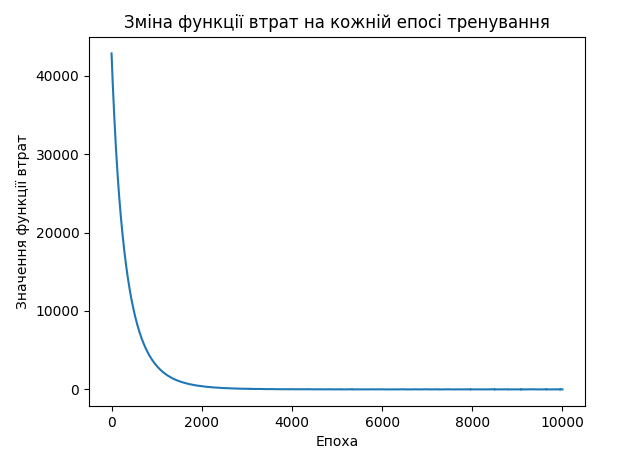 Зміна функції втрат на кожній епосі тренування
Значення функції втрат
40000
30000
20000
10000
0
0 2000 4000 6000 8000 10000
Епоха